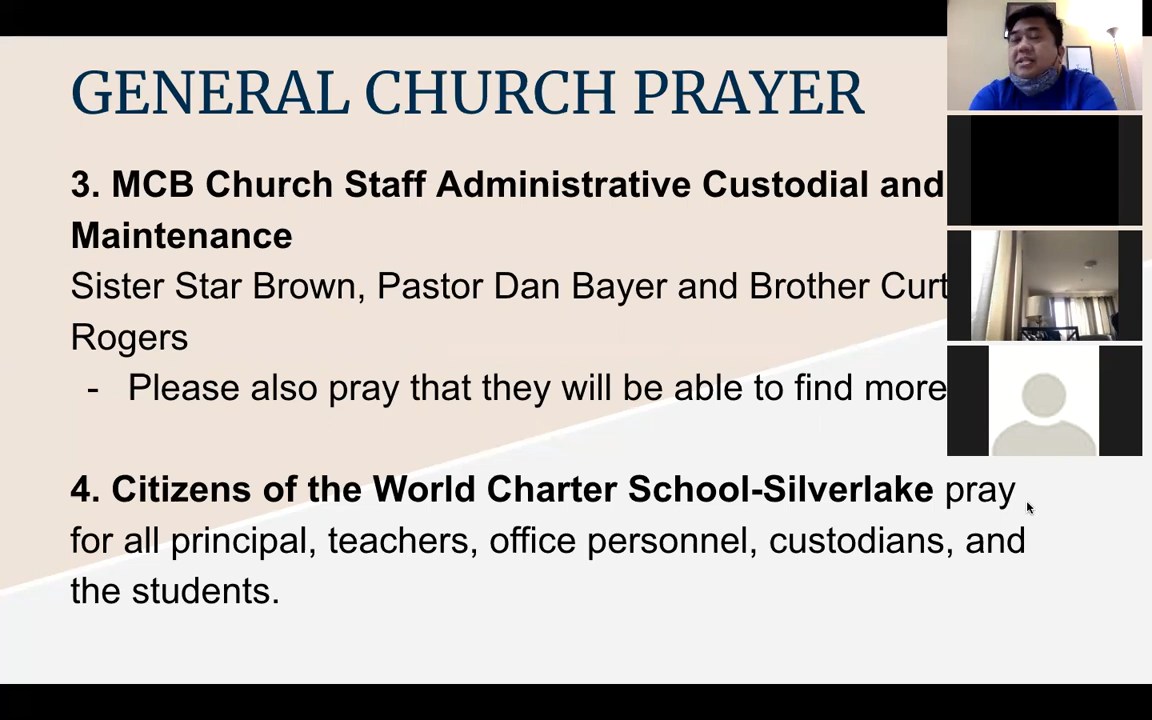 GENERAL CHURCH PRAYER
3. MCB Church Staff Administrative Custodial and
Maintenance
Sister Star Brown, Pastor Dan Bayer and Brother
Rogers
- Please also pray that they will be able to find more
4. Citizens of the World Charter School-Silverlake pray
for all principal, teachers, office personnel, custodians, and
the students.